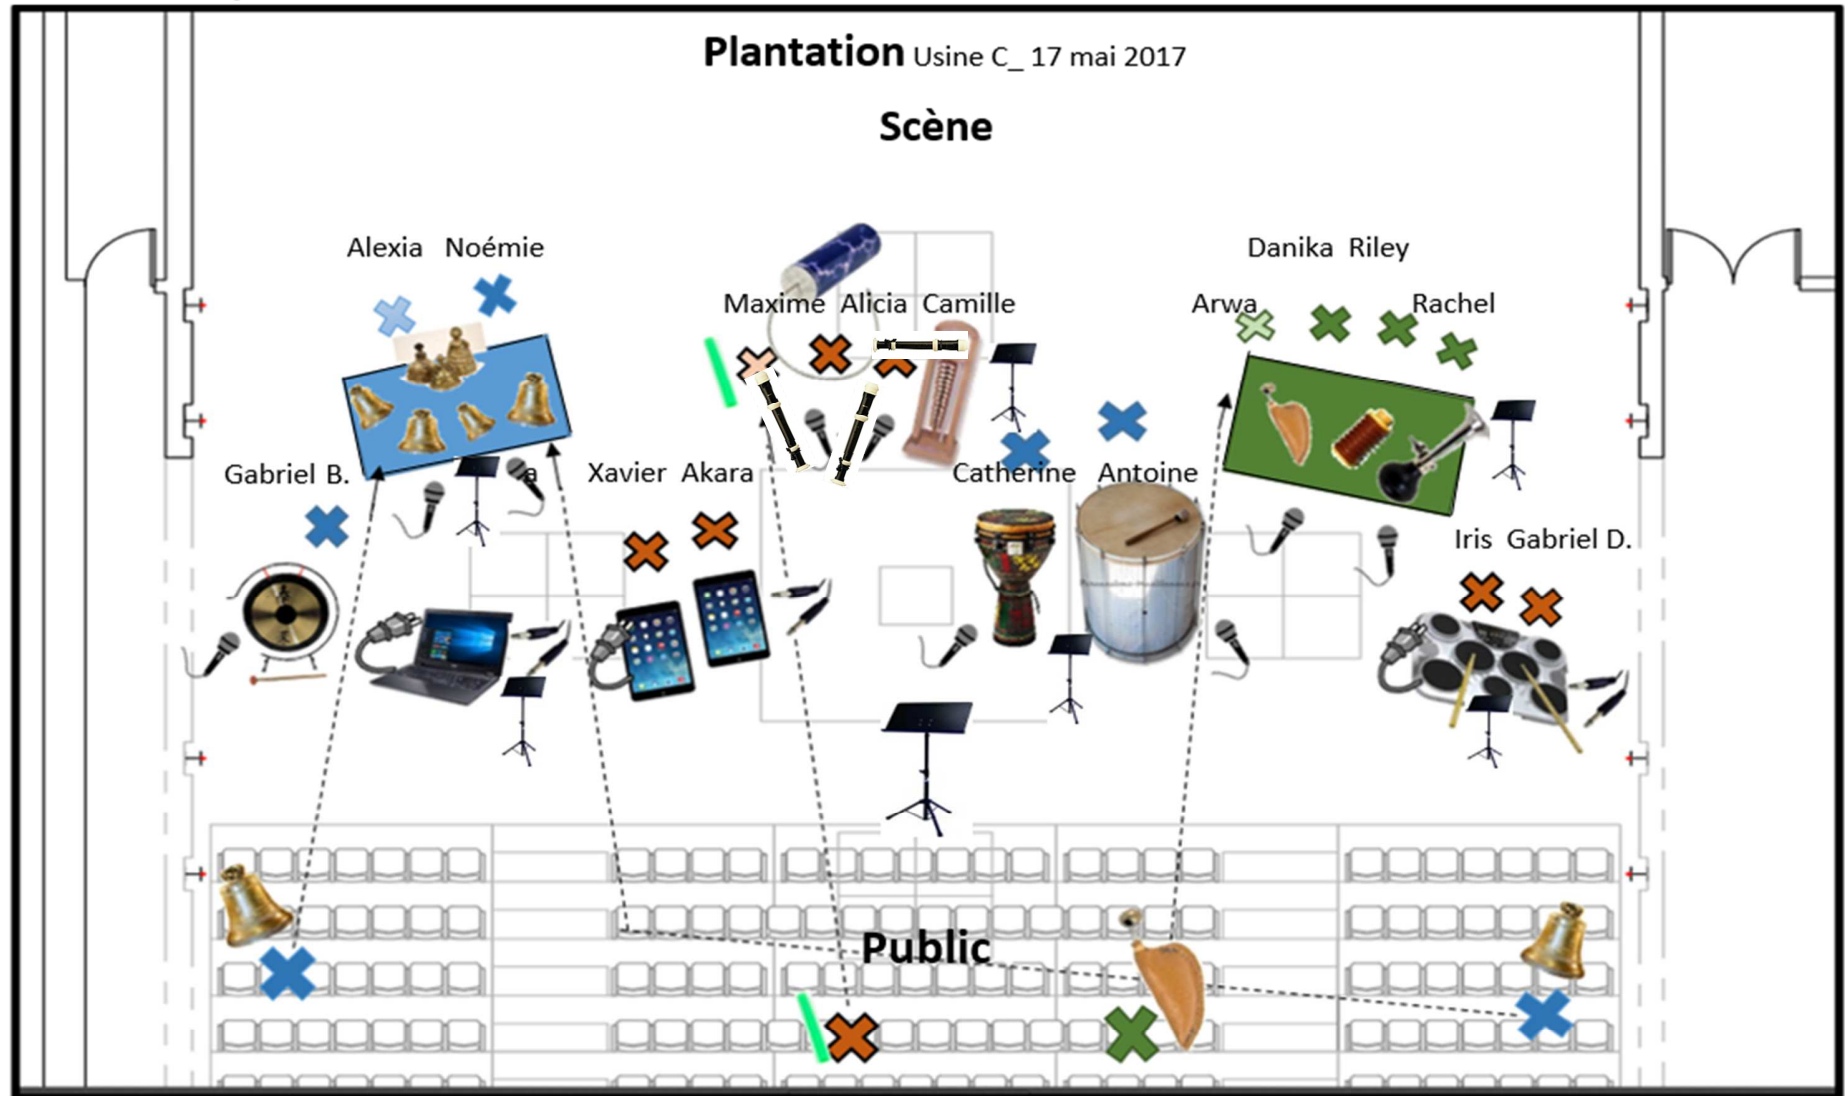 Plantation Usine C_ 17 mai 2017
Scène
Alexia Noémie
Danika Riley
Maxime Alicia Camille
Arwa Rachel
Gabriel B.
Xavier Akara
Catherine Antoine
Iris Gabriel D.
Public